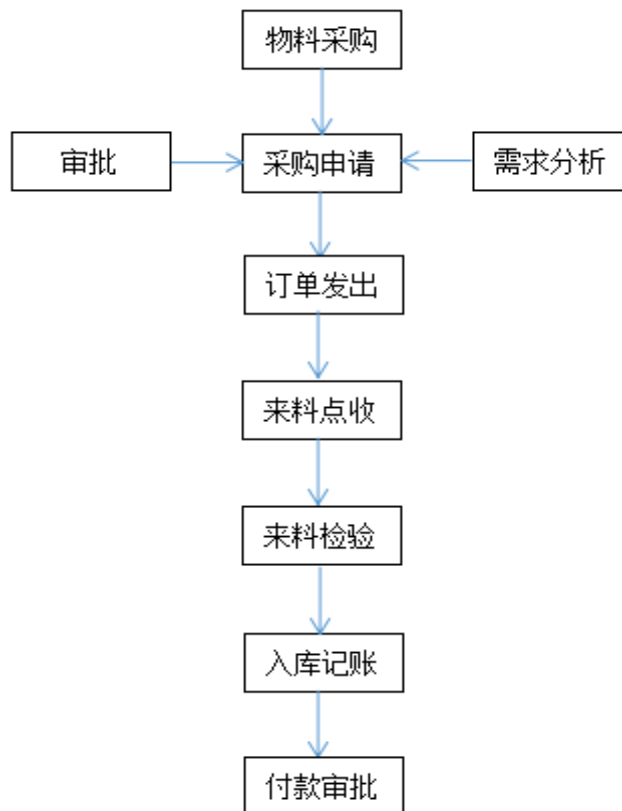 物料采购
审批
采购申请
需求分析
订单发出
来料点收
来料检验
入库记账
付款审批